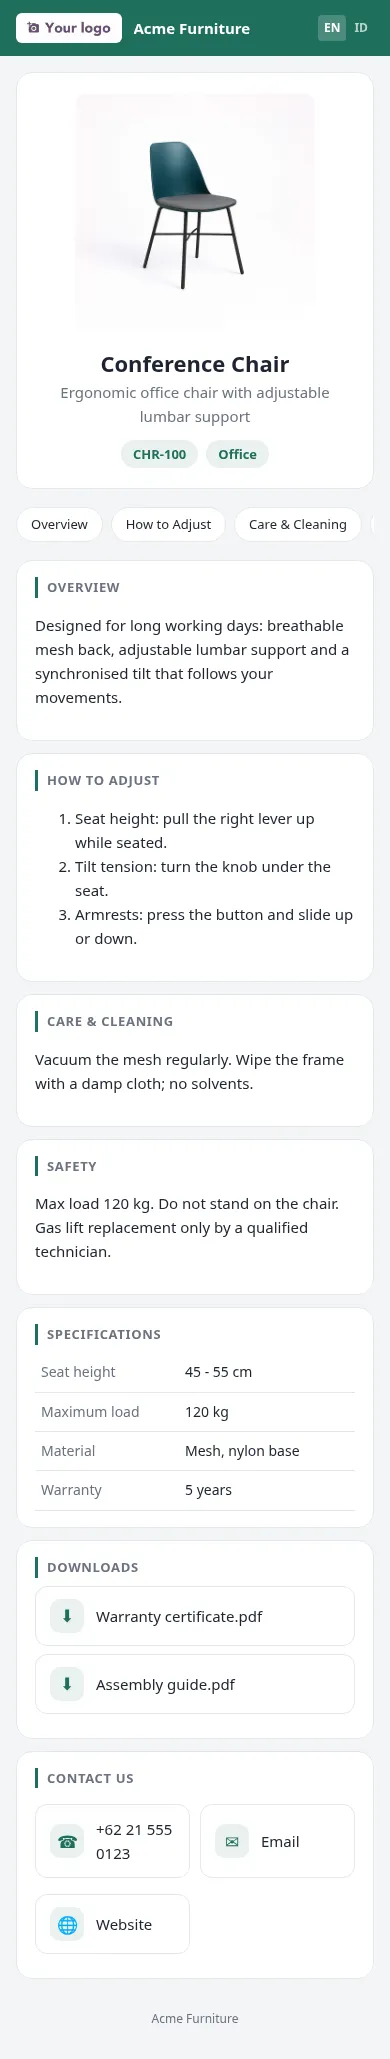 Your logo
Acme Furniture
EN
ID
Conference Chair
Ergonomic office chair with adjustable
lumbar support
CHR-100
Office
Overview
How to Adjust
Care & Cleaning
OVERVIEW
Designed for long working days: breathable
mesh back, adjustable lumbar support and a
synchronised tilt that follows your
movements.
HOW TO ADJUST
1. Seat height: pull the right lever up
while seated.
2. Tilt tension: turn the knob under the
seat.
3. Armrests: press the button and slide up
or down.
CARE & CLEANING
Vacuum the mesh regularly. Wipe the frame
with a damp cloth; no solvents.
SAFETY
Max load 120 kg. Do not stand on the chair.
Gas lift replacement only by a qualified
technician.
SPECIFICATIONS
Seat height 45 - 55 cm
Maximum load 120 kg
Material Mesh, nylon base
Warranty 5 years
DOWNLOADS
Warranty certificate.pdf
Assembly guide.pdf
CONTACT US
+62 21 555
0123
Email
Website
Acme Furniture